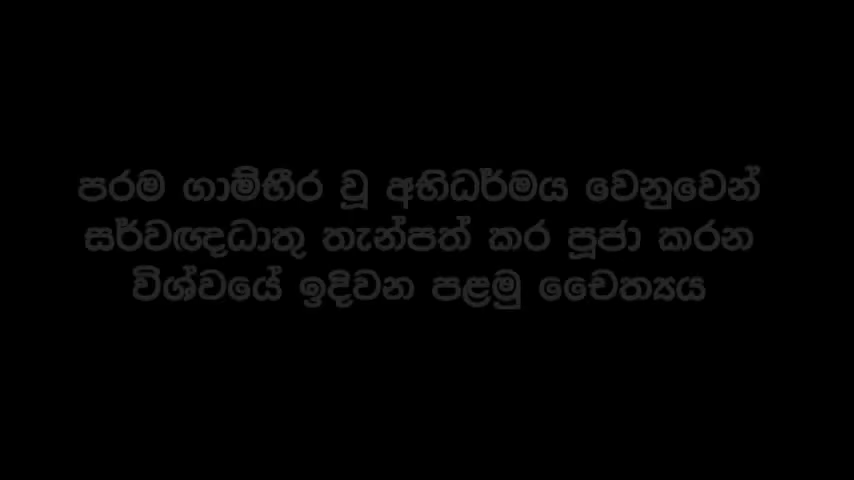 පරම ගාම්භීර වූ අභිධර්මය වෙනුවෙන්
සර්වඥධාතු තැන්පත් කර පූජා කරන
විශ්වයේ ඉදිවන පළමු චෛත්‍යය